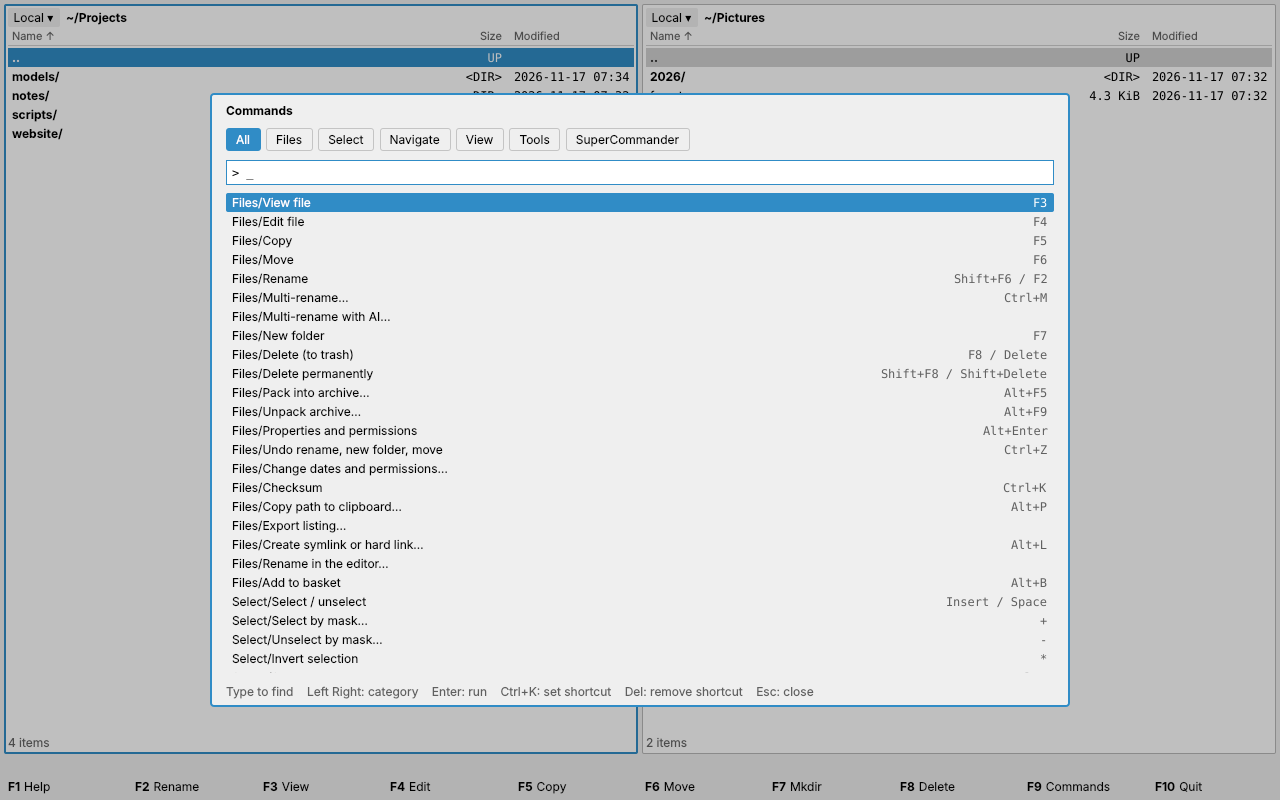 Local ▾ ~/Projects
Name ↑ Size Modified
.. UP
models/ <DIR> 2026-11-17 07:34
notes/
scripts/
website/
4 items
Local ▾ ~/Pictures
Name ↑ Size Modified
.. UP
2026/ <DIR> 2026-11-17 07:32
4.3 KiB 2026-11-17 07:32
2 items
Commands
All Files Select Navigate View Tools SuperCommander
> _
Files/View file F3
Files/Edit file F4
Files/Copy F5
Files/Move F6
Files/Rename Shift+F6 / F2
Files/Multi-rename... Ctrl+M
Files/Multi-rename with AI...
Files/New folder F7
Files/Delete (to trash) F8 / Delete
Files/Delete permanently Shift+F8 / Shift+Delete
Files/Pack into archive... Alt+F5
Files/Unpack archive... Alt+F9
Files/Properties and permissions Alt+Enter
Files/Undo rename, new folder, move Ctrl+Z
Files/Change dates and permissions...
Files/Checksum Ctrl+K
Files/Copy path to clipboard... Alt+P
Files/Export listing...
Files/Create symlink or hard link... Alt+L
Files/Rename in the editor...
Files/Add to basket Alt+B
Select/Select / unselect Insert / Space
Select/Select by mask... +
Select/Unselect by mask... -
Select/Invert selection *
Type to find Left Right: category Enter: run Ctrl+K: set shortcut Del: remove shortcut Esc: close
F1 Help F2 Rename F3 View F4 Edit F5 Copy F6 Move F7 Mkdir F8 Delete F9 Commands F10 Quit